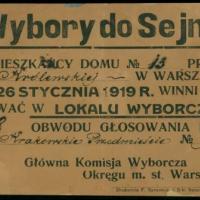 Wybory do Sejm
MIESZKAŃCY DOMU № 13 PR
Królewskiej W WARSZ
26 STYCZNIA 1919 R. WINNI
WAĆ W LOKALU WYBORCZ
OBWODU GŁOSOWANIA
Krakowskie Przedmieście №
Główna Komisja Wyborcza
Okręgu m. st. Wars